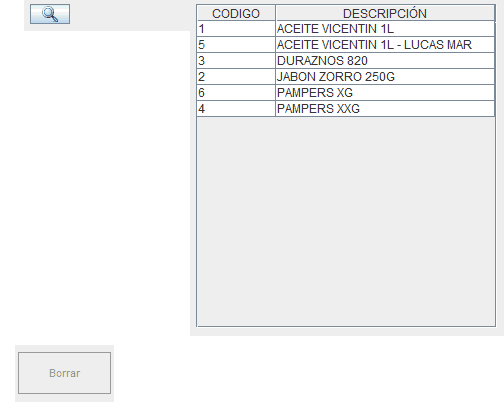 CODIGO DESCRIPCIÓN
1 ACEITE VICENTIN 1L
5 ACEITE VICENTIN 1L - LUCAS MAR
3 DURAZNOS 820
2 JABON ZORRO 250G
6 PAMPERS XG
4 PAMPERS XXG
Borrar